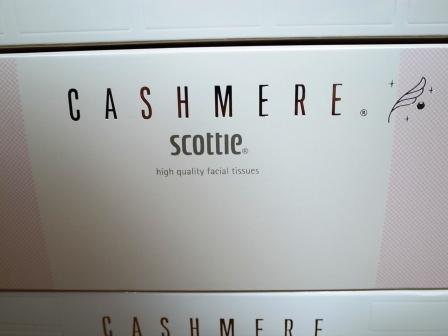 CASHMERE®
scottie®
high quality facial tissues
CASHMERE